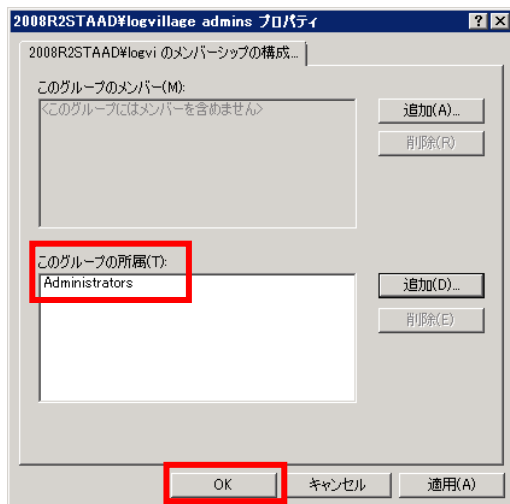 2008R2STAAD¥logvillage admins プロパティ
2008R2STAAD¥logvi のメンバーシップの構成...
このグループのメンバー(M):
<このグループにはメンバーを含めません>
追加(A)...
削除(R)
このグループの所属(T):
Administrators
追加(D)...
削除(E)
OK
キャンセル
適用(A)